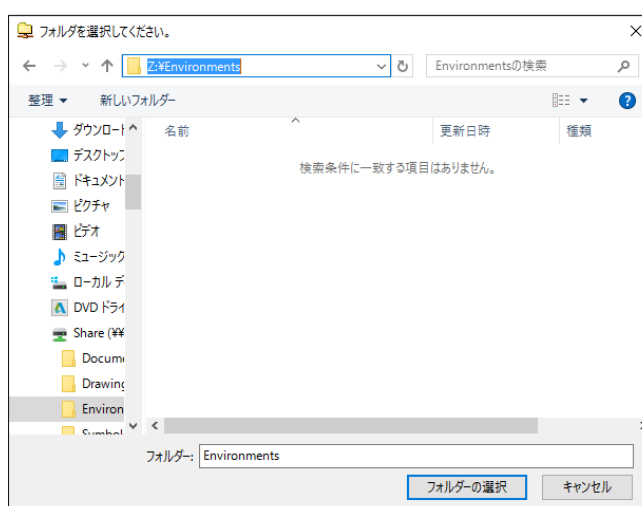 フォルダを選択してください。
Z:¥Environments
Environmentsの検索
整理
新しいフォルダー
名前
更新日時
種類
検索条件に一致する項目はありません。
ダウンロート
デスクトップ
ドキュメント
ピクチャ
ビデオ
ミュージック
ローカル デ
DVD ドライ
Share (¥¥
Docume
Drawing
Environ
Symbol
フォルダー:
Environments
フォルダーの選択
キャンセル